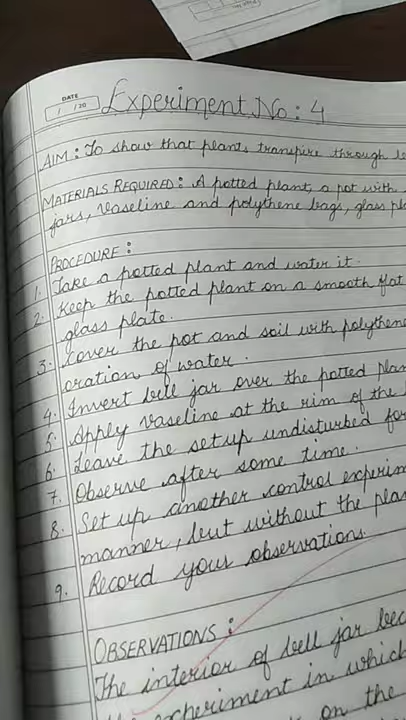 DATE
/ /20
Experiment No: 4
AIM: To show that plants transpire through
MATERIALS REQUIRED: A potted plant, a pot with
jars, vaseline and polythene bags, glass
PROCEDURE:
1. Take a potted plant and water it.
2. Keep the potted plant on a smooth flat
glass plate.
3. Cover the pot and soil with polythene
oration of water.
4. Invert bell jar over the potted
5. Apply vaseline at the rim of the
6. Leave the setup undisturbed for
7. Observe after some time.
8. Set up another control
manner, but without the
9. Record your observations.
OBSERVATIONS:
The interior of bell jar
experiment in which
on the